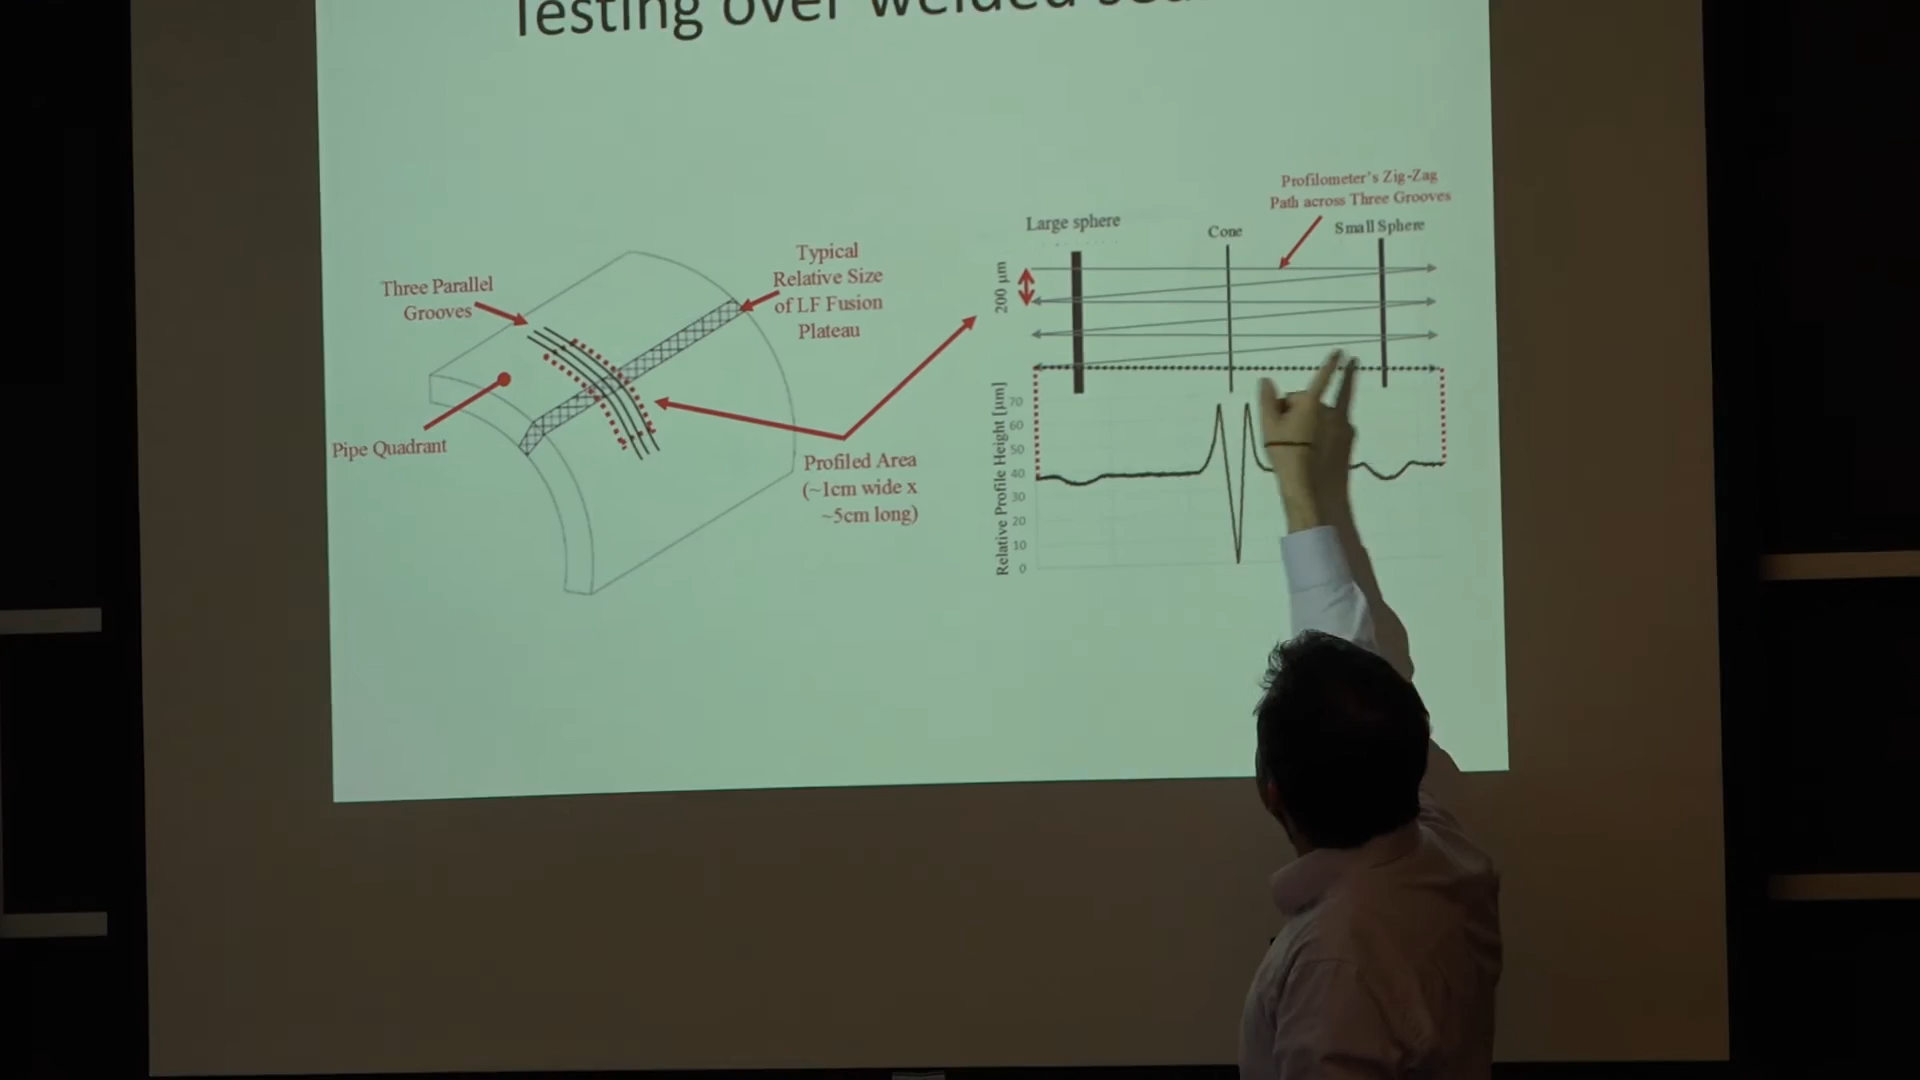 Testing over welded
Three Parallel
Grooves
Pipe Quadrant
Typical
Relative Size
of LF Fusion
Plateau
Profiled Area
(~1cm wide x
~5cm long)
Profilometer's Zig-Zag
Path across Three Grooves
Large sphere
Cone
Small Sphere
200 µm
Relative Profile Height [µm]
70
60
50
40
30
20
10
0